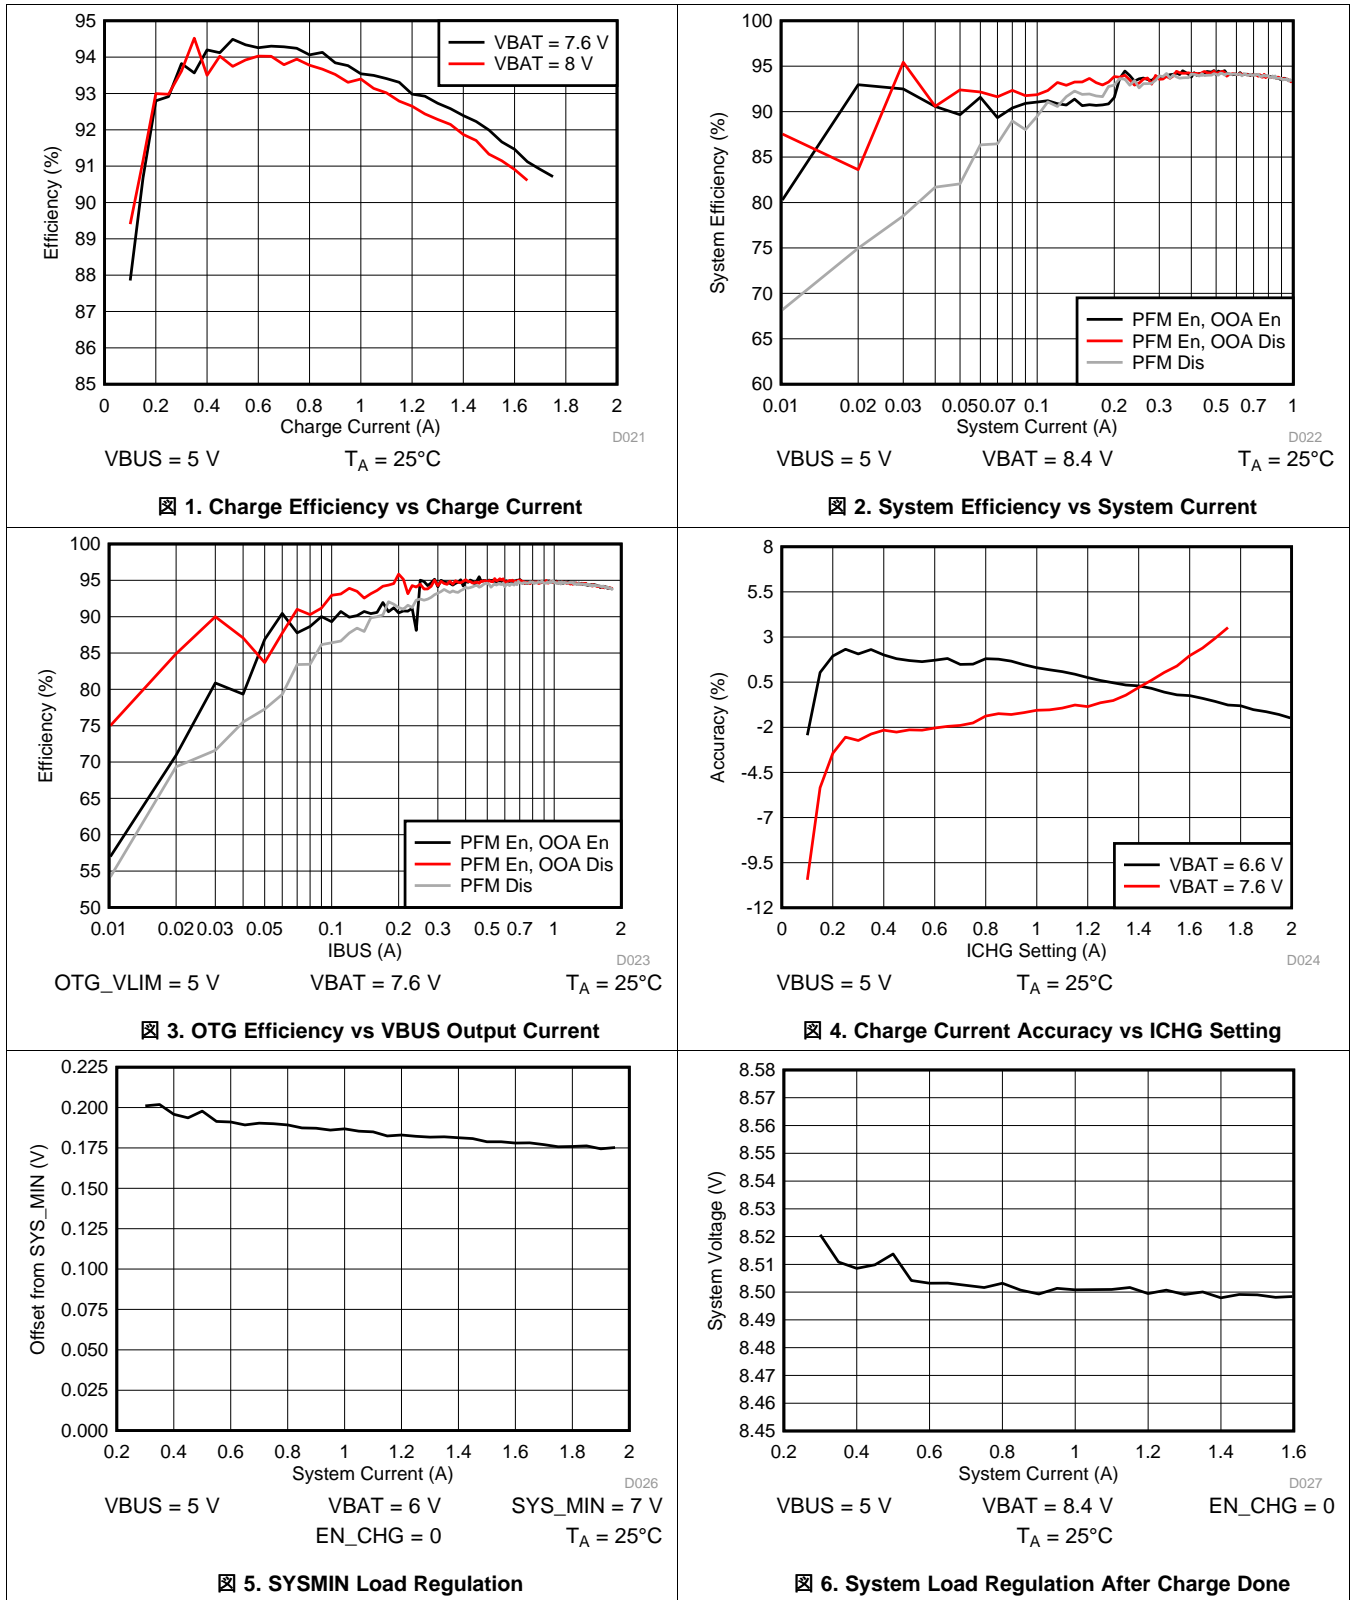 95
94
93
92
91
90
89
88
87
86
85
Efficiency (%)
VBAT = 7.6 V
VBAT = 8 V
0 0.2 0.4 0.6 0.8 1 1.2 1.4 1.6 1.8 2
Charge Current (A)
D021
VBUS = 5 V TA = 25°C
図 1. Charge Efficiency vs Charge Current
100
95
90
85
80
75
70
65
60
System Efficiency (%)
PFM En, OOA En
PFM En, OOA Dis
PFM Dis
0.01 0.02 0.03 0.05 0.07 0.1 0.2 0.3 0.5 0.7 1
System Current (A)
D022
VBUS = 5 V VBAT = 8.4 V TA = 25°C
図 2. System Efficiency vs System Current
100
95
90
85
80
75
70
65
60
55
50
Efficiency (%)
PFM En, OOA En
PFM En, OOA Dis
PFM Dis
0.01 0.02 0.03 0.05 0.1 0.2 0.3 0.5 0.7 1 2
IBUS (A)
D023
OTG_VLIM = 5 V VBAT = 7.6 V TA = 25°C
図 3. OTG Efficiency vs VBUS Output Current
8
5.5
3
0.5
-2
-4.5
-7
-9.5
-12
Accuracy (%)
VBAT = 6.6 V
VBAT = 7.6 V
0 0.2 0.4 0.6 0.8 1 1.2 1.4 1.6 1.8 2
ICHG Setting (A)
D024
VBUS = 5 V TA = 25°C
図 4. Charge Current Accuracy vs ICHG Setting
0.225
0.200
0.175
0.150
0.125
0.100
0.075
0.050
0.025
0.000
Offset from SYS_MIN (V)
0.2 0.4 0.6 0.8 1 1.2 1.4 1.6 1.8 2
System Current (A)
D026
VBUS = 5 V VBAT = 6 V SYS_MIN = 7 V
EN_CHG = 0 TA = 25°C
図 5. SYSMIN Load Regulation
8.58
8.57
8.56
8.55
8.54
8.53
8.52
8.51
8.50
8.49
8.48
8.47
8.46
8.45
System Voltage (V)
0.2 0.4 0.6 0.8 1 1.2 1.4 1.6
System Current (A)
D027
VBUS = 5 V VBAT = 8.4 V EN_CHG = 0
TA = 25°C
図 6. System Load Regulation After Charge Done